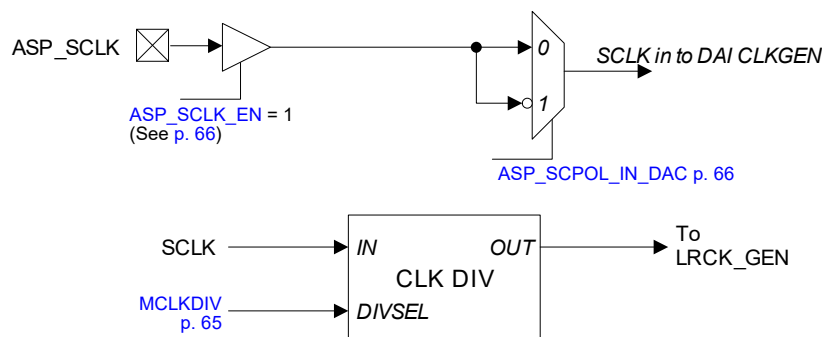 ASP_SCLK
0
SCLK in to DAI CLKGEN
1
ASP_SCLK_EN = 1
(See p. 66)
ASP_SCPOL_IN_DAC p. 66
SCLK
IN
OUT
To
LRCK_GEN
CLK DIV
MCLKDIV
p. 65
DIVSEL